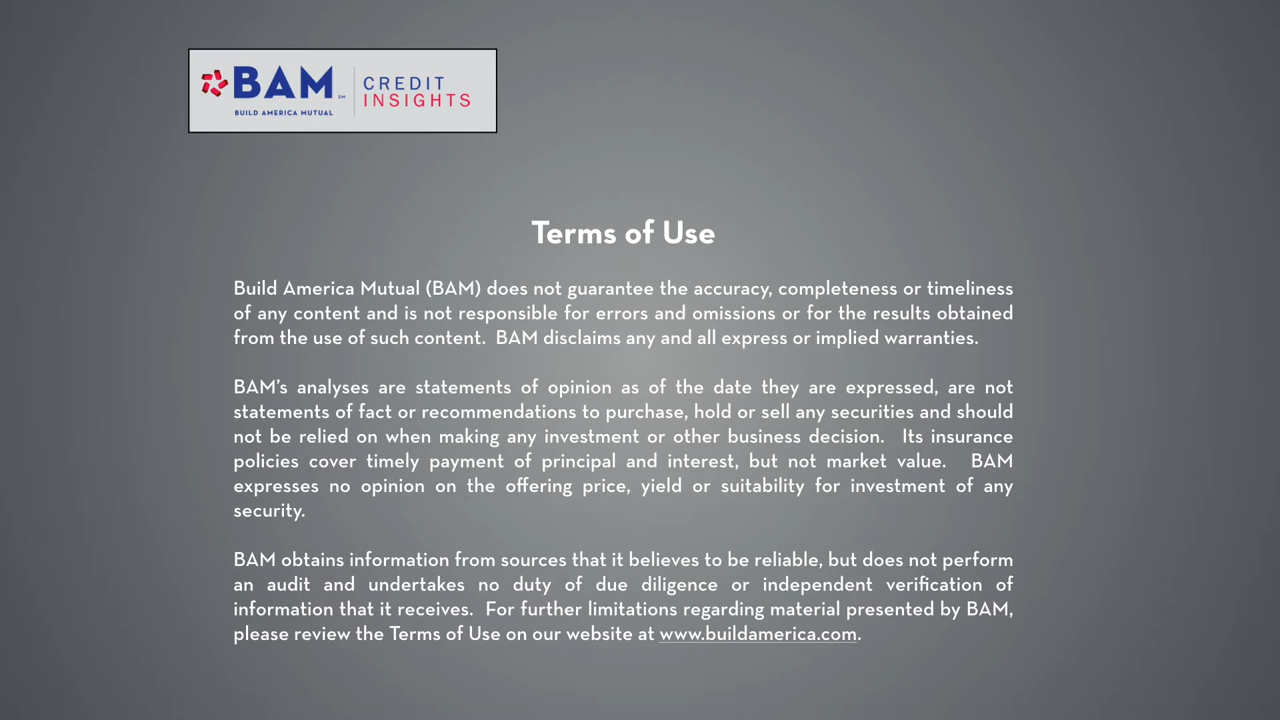 BAM SM
BUILD AMERICA MUTUAL
CREDIT
INSIGHTS
Terms of Use
Build America Mutual (BAM) does not guarantee the accuracy, completeness or timeliness
of any content and is not responsible for errors and omissions or for the results obtained
from the use of such content.  BAM disclaims any and all express or implied warranties.
BAM's analyses are statements of opinion as of the date they are expressed, are not
statements of fact or recommendations to purchase, hold or sell any securities and should
not be relied on when making any investment or other business decision.  Its insurance
policies cover timely payment of principal and interest, but not market value.  BAM
expresses no opinion on the offering price, yield or suitability for investment of any
security.
BAM obtains information from sources that it believes to be reliable, but does not perform
an audit and undertakes no duty of due diligence or independent verification of
information that it receives.  For further limitations regarding material presented by BAM,
please review the Terms of Use on our website at www.buildamerica.com.